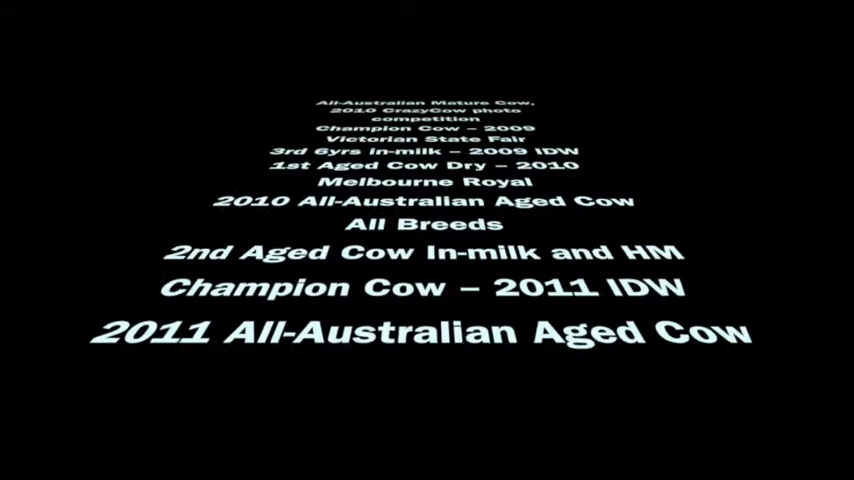 All-Australian Mature Cow,
2010 CrazyCow photo
competition
Champion Cow – 2009
Victorian State Fair
3rd 6yrs in-milk – 2009 IDW
1st Aged Cow Dry – 2010
Melbourne Royal
2010 All-Australian Aged Cow
All Breeds
2nd Aged Cow In-milk and HM
Champion Cow – 2011 IDW
2011 All-Australian Aged Cow